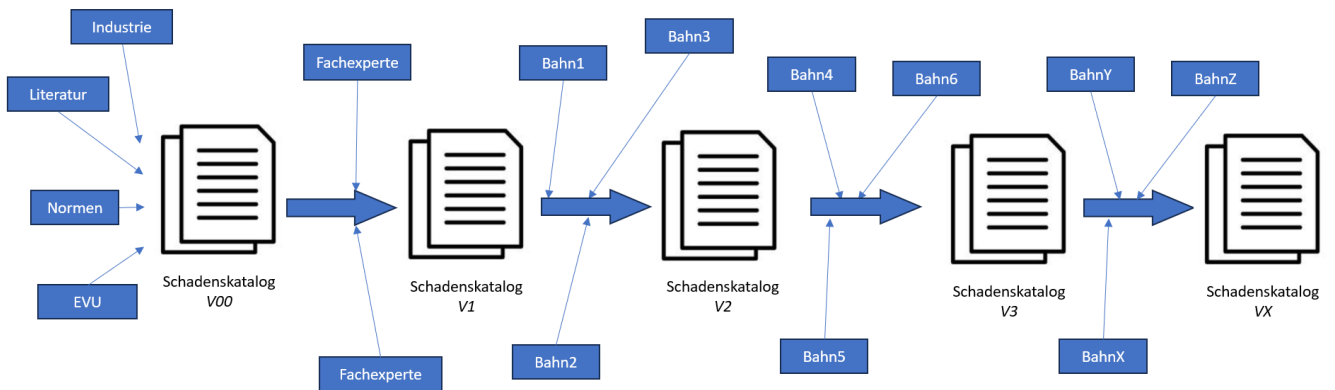 Industrie
Literatur
Normen
EVU
Schadenskatalog
V00
Fachexperte
Fachexperte
Schadenskatalog
V1
Bahn1
Bahn3
Bahn2
Schadenskatalog
V2
Bahn4
Bahn6
Bahn5
Schadenskatalog
V3
BahnY
BahnZ
BahnX
Schadenskatalog
VX